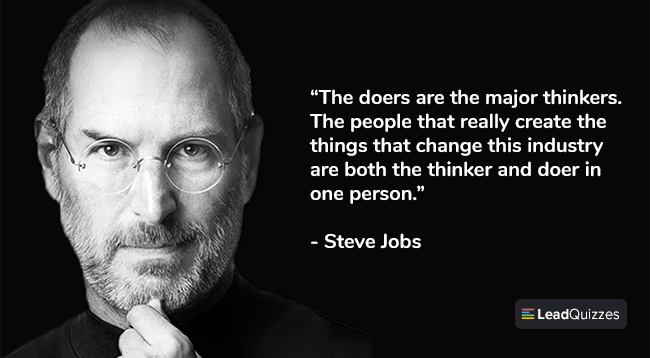 “The doers are the major thinkers.
The people that really create the
things that change this industry
are both the thinker and doer in
one person.”
- Steve Jobs
LeadQuizzes